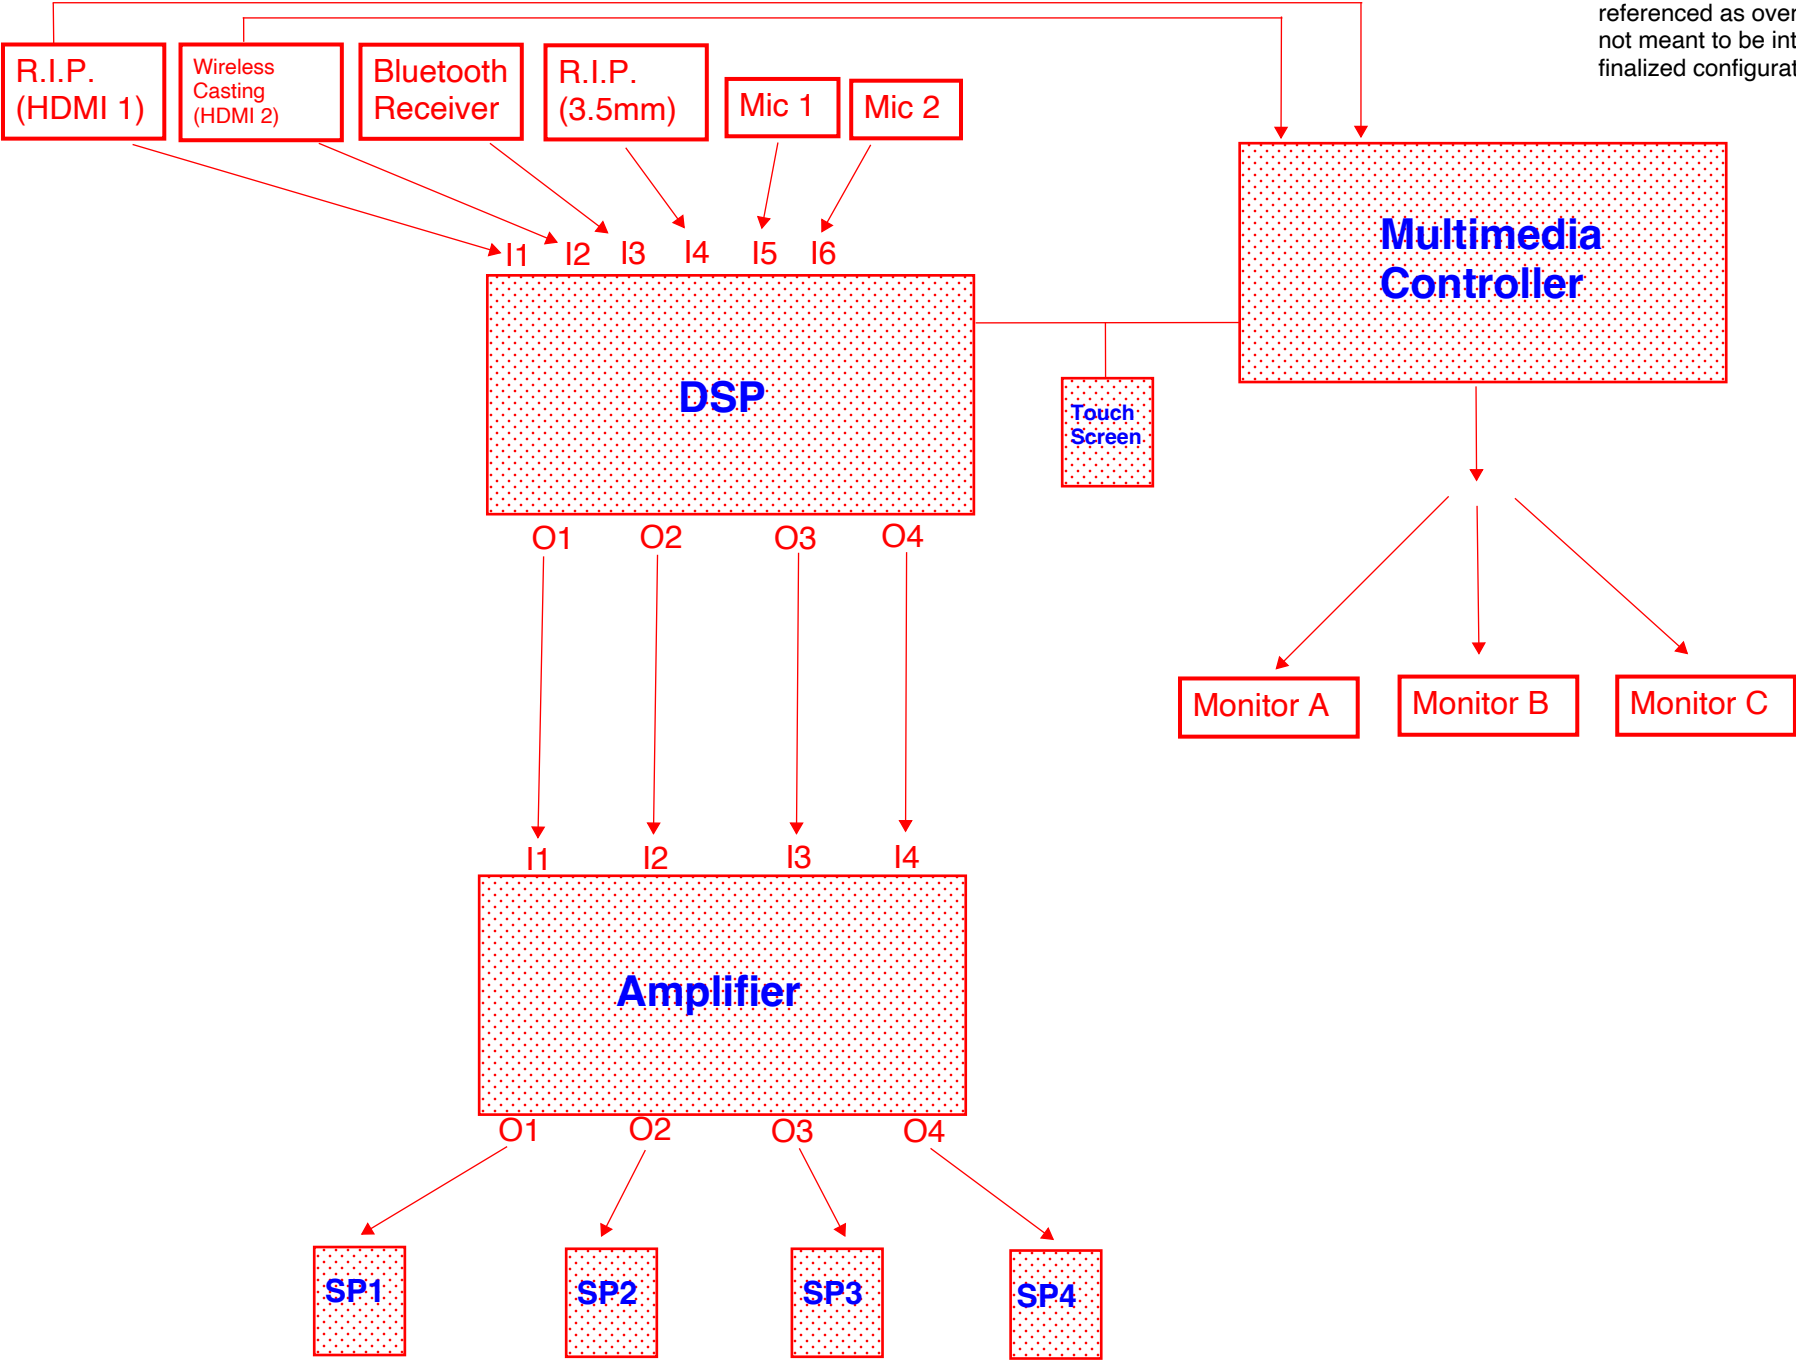 referenced as over
not meant to be int
finalized configurat
R.I.P.
(HDMI 1)
Wireless
Casting
(HDMI 2)
Bluetooth
Receiver
R.I.P.
(3.5mm)
Mic 1
Mic 2
I1 I2 I3 I4 I5 I6
Multimedia
Controller
DSP
Touch
Screen
O1 O2 O3 O4
Monitor A
Monitor B
Monitor C
I1 I2 I3 I4
Amplifier
O1 O2 O3 O4
SP1
SP2
SP3
SP4